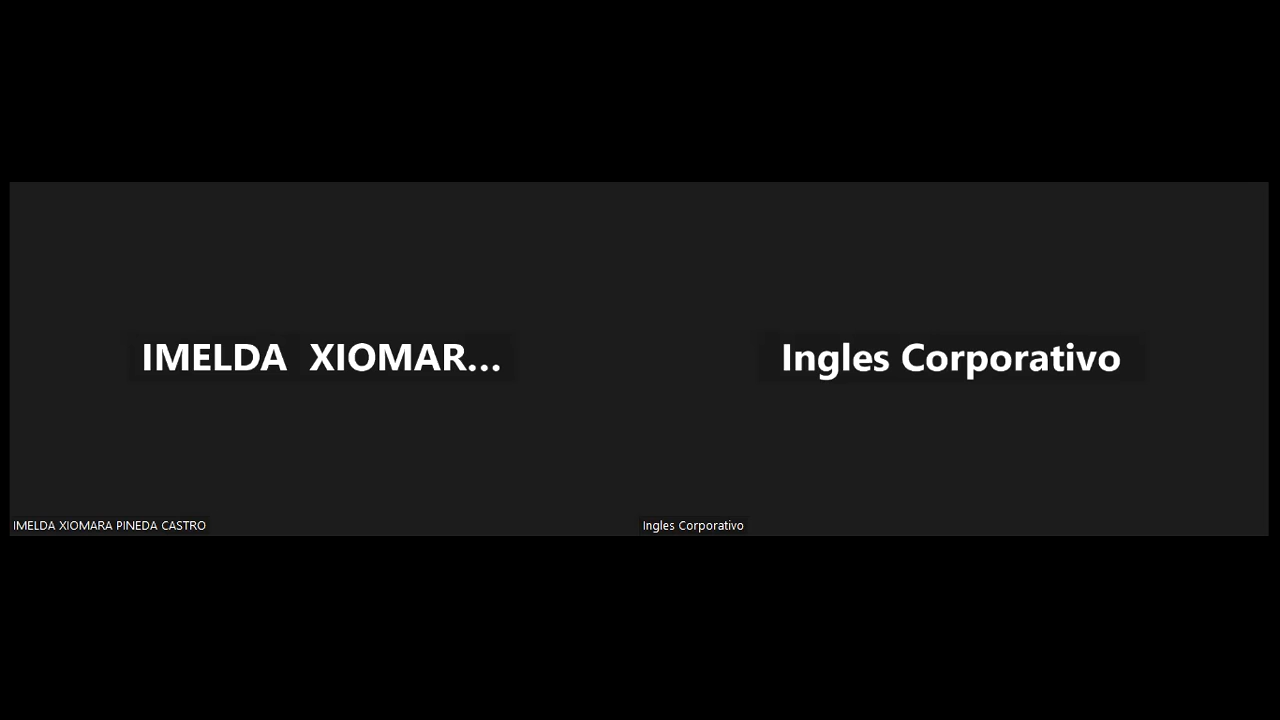 IMELDA  XIOMAR...
Ingles Corporativo
IMELDA XIOMARA PINEDA CASTRO
Ingles Corporativo